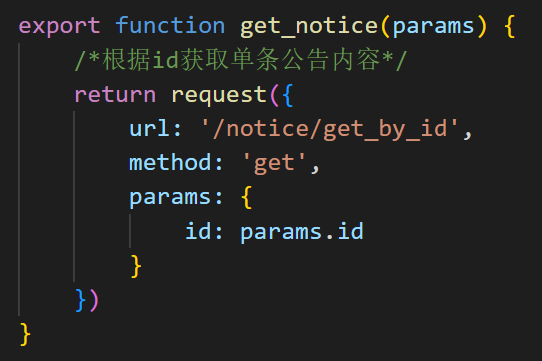 export function get_notice(params) {
    /*根据id获取单条公告内容*/
    return request({
        url: '/notice/get_by_id',
        method: 'get',
        params: {
            id: params.id
        }
    })
}